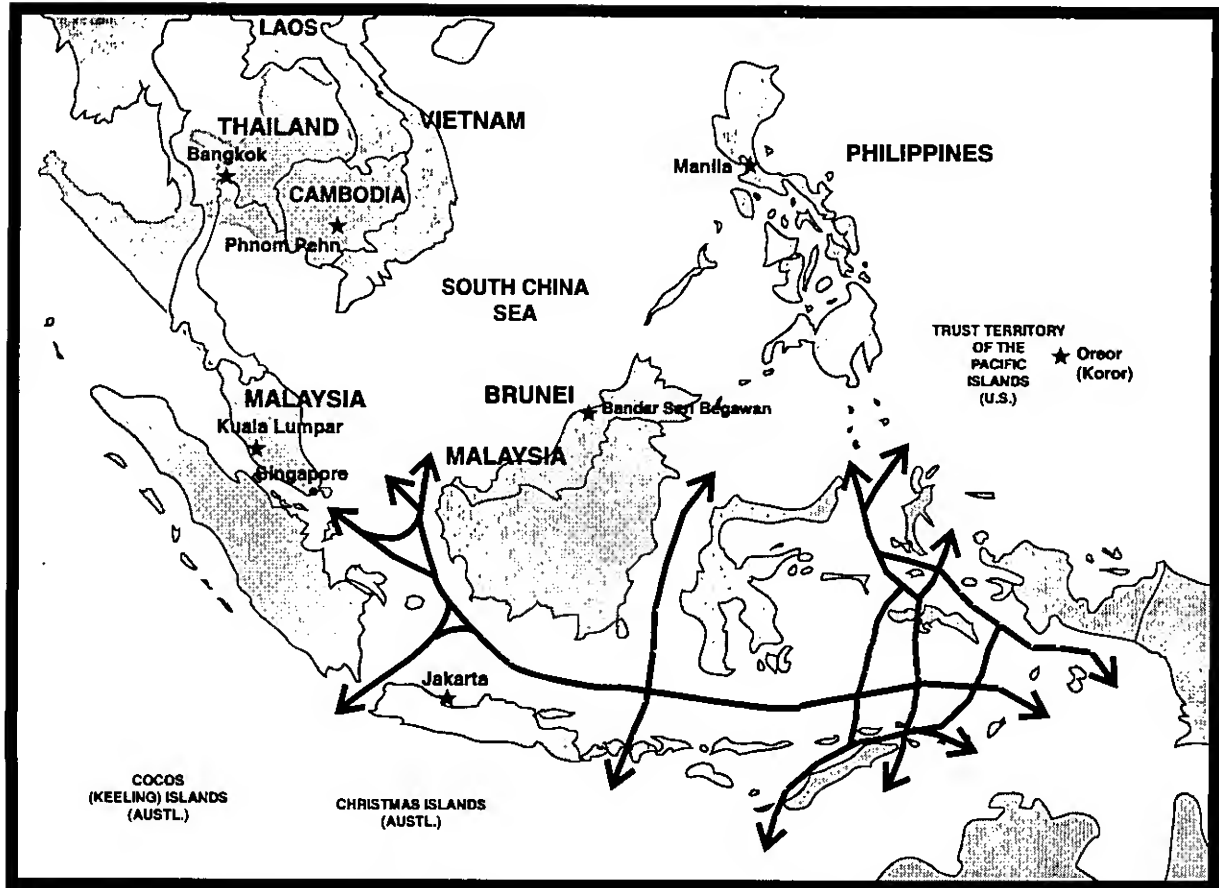 LAOS
THAILAND
VIETNAM
Bangkok
Manila
PHILIPPINES
CAMBODIA
Phnom Pehn
SOUTH CHINA
SEA
TRUST TERRITORY
OF THE
PACIFIC
ISLANDS
(U.S.)
Oreor
(Koror)
MALAYSIA
BRUNEI
Bandar Seri Begawan
Kuala Lumpar
MALAYSIA
Singapore
Jakarta
COCOS
(KEELING) ISLANDS
(AUSTL.)
CHRISTMAS ISLANDS
(AUSTL.)